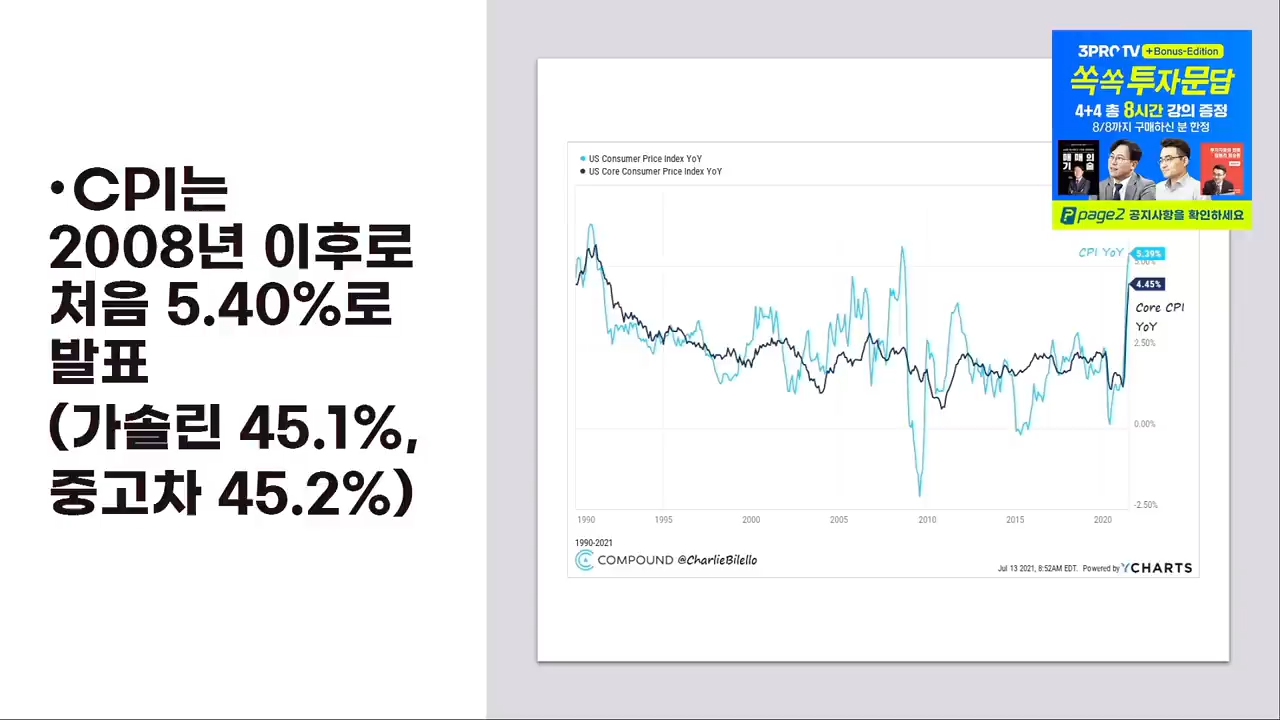 • CPI는
2008년 이후로
처음 5.40%로
발표
(가솔린 45.1%,
중고차 45.2%)
US Consumer Price Index YoY
US Core Consumer Price Index YoY
CPI YoY
5.39%
5.00%
4.45%
Core CPI
YoY
2.50%
0.00%
-2.50%
1990 1995 2000 2005 2010 2015 2020
1990-2021
COMPOUND @CharlieBilello
Jul 13 2021, 8:52AM EDT. Powered by YCHARTS
3PRO TV +Bonus-Edition
쏙쏙 투자문답
4+4 총 8시간 강의 증정
8/8까지 구매하신 분 한정
매매의
기술
page2 공지사항을 확인하세요